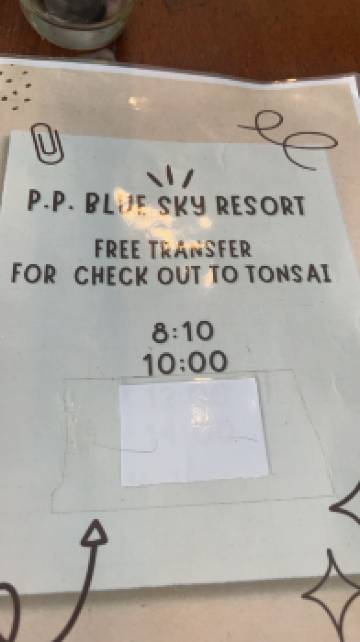 P.P. BLUE SKY RESORT
FREE TRANSFER
FOR CHECK OUT TO TONSAI
8:10
10:00